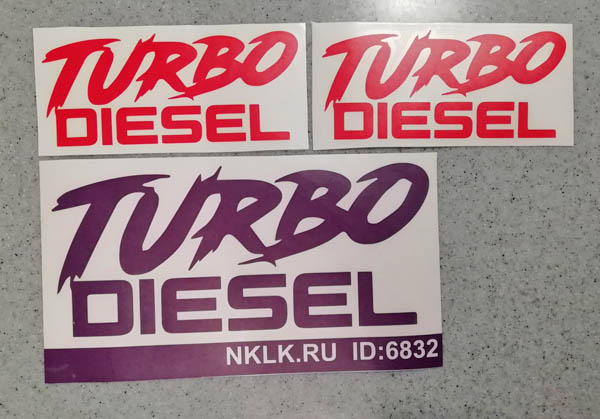 TURBO
DIESEL
TURBO
DIESEL
TURBO
DIESEL
NKLK.RU ID:6832